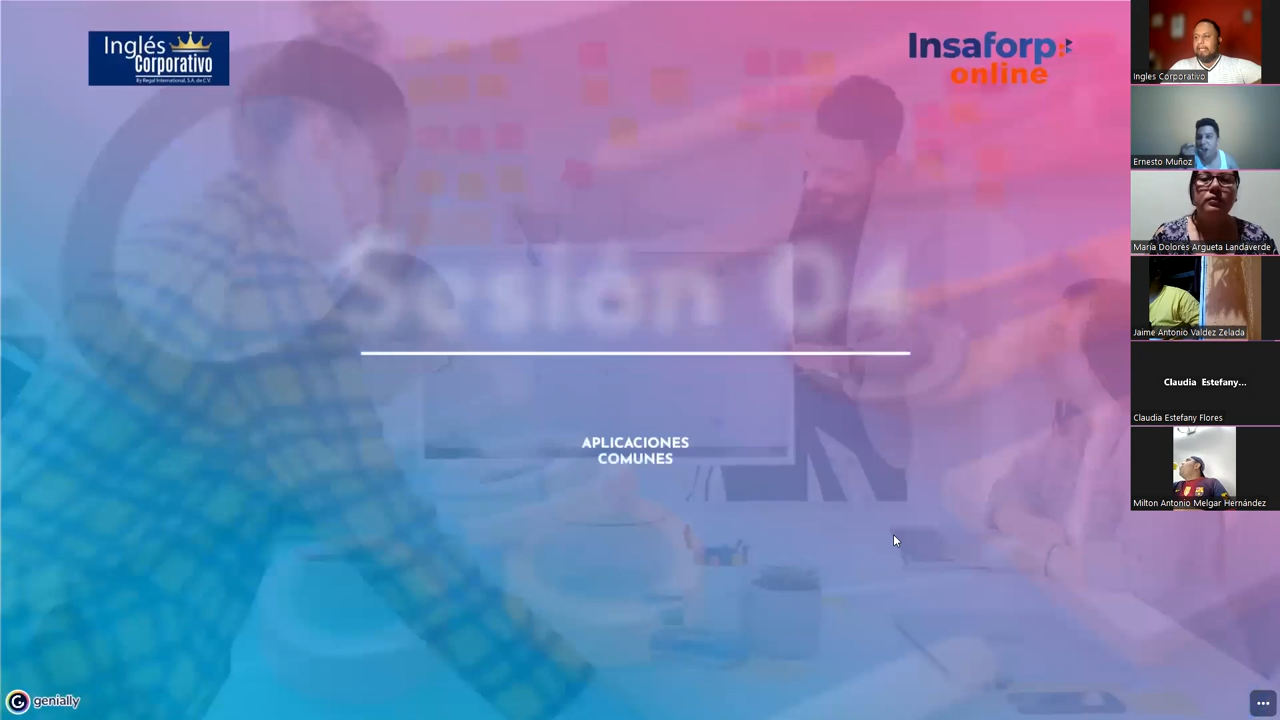 Inglés
Corporativo
By Regal International, S.A. de C.V.
Insaforp
online
Sesión 04
APLICACIONES
COMUNES
genially
Ingles Corporativo
Ernesto Muñoz
María Dolores Argueta Landaverde
Jaime Antonio Valdez Zelada
Claudia Estefany...
Claudia Estefany Flores
Milton Antonio Melgar Hernández